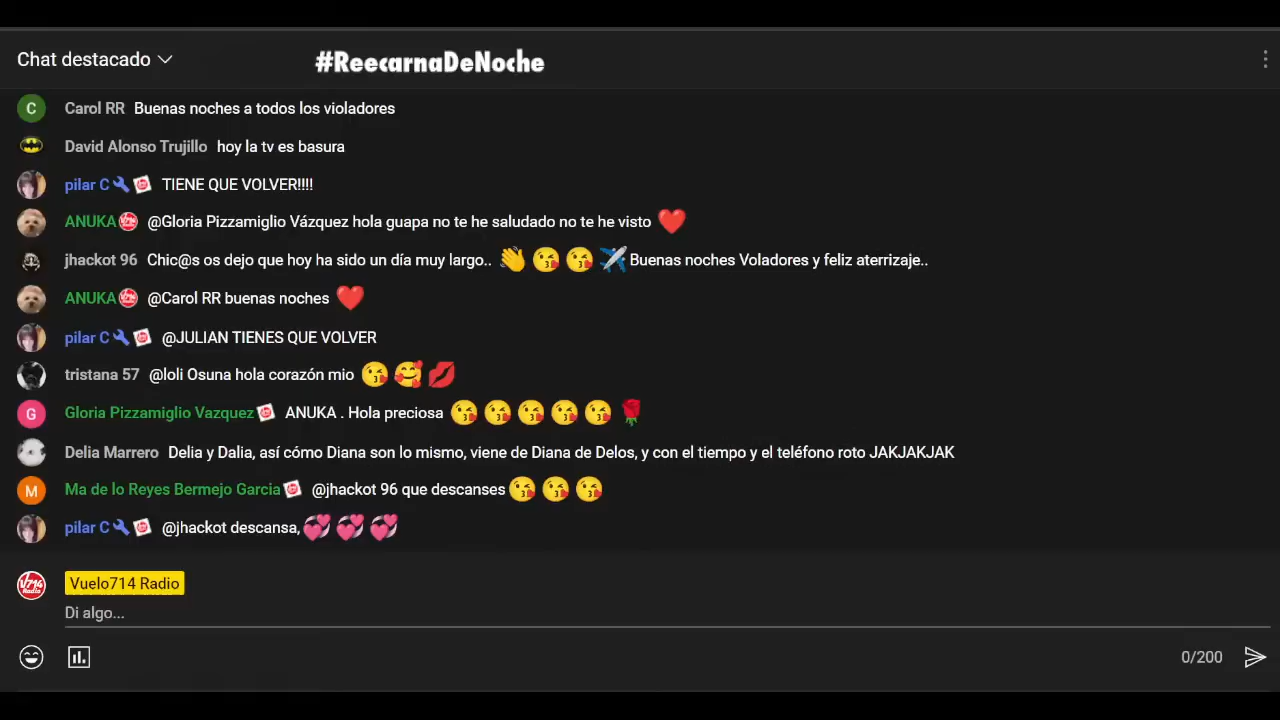 Chat destacado
#ReecarnaDeNoche
C Carol RR Buenas noches a todos los violadores
David Alonso Trujillo hoy la tv es basura
pilar C TIENE QUE VOLVER!!!!
ANUKA @Gloria Pizzamiglio Vázquez hola guapa no te he saludado no te he visto ❤️
jhackot 96 Chic@s os dejo que hoy ha sido un día muy largo.. 👋 😘 😘 ✈️ Buenas noches Voladores y feliz aterrizaje..
ANUKA @Carol RR buenas noches ❤️
pilar C @JULIAN TIENES QUE VOLVER
tristana 57 @loli Osuna hola corazón mio 😘 🥰 💋
G Gloria Pizzamiglio Vazquez ANUKA . Hola preciosa 😘 😘 😘 😘 😘 🌹
Delia Marrero Delia y Dalia, así cómo Diana son lo mismo, viene de Diana de Delos, y con el tiempo y el teléfono roto JAKJAKJAK
M Ma de lo Reyes Bermejo Garcia @jhackot 96 que descanses 😘 😘 😘
pilar C @jhackot descansa, 💞 💞 💞
V714 Radio Vuelo714 Radio
Di algo...
0/200